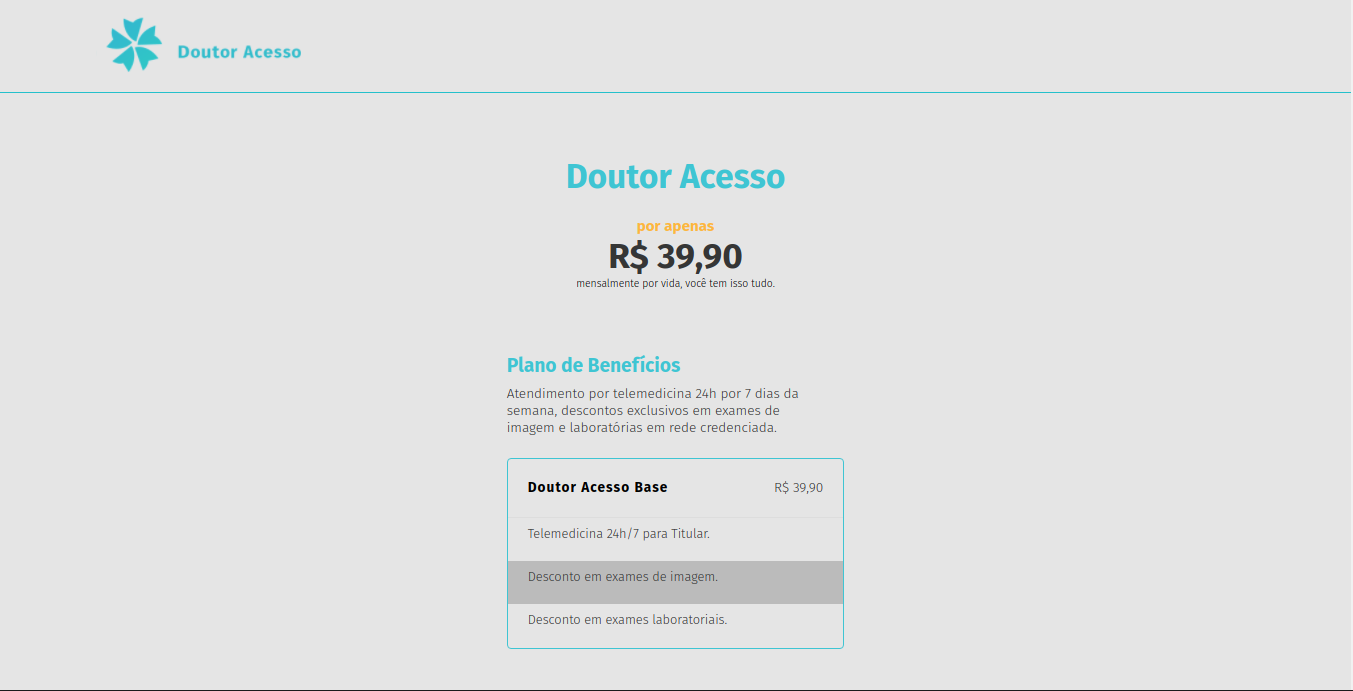 Doutor Acesso
Doutor Acesso
por apenas
R$ 39,90
mensalmente por vida, você tem isso tudo.
Plano de Benefícios
Atendimento por telemedicina 24h por 7 dias da
semana, descontos exclusivos em exames de
imagem e laboratórias em rede credenciada.
Doutor Acesso Base R$ 39,90
Telemedicina 24h/7 para Titular.
Desconto em exames de imagem.
Desconto em exames laboratoriais.